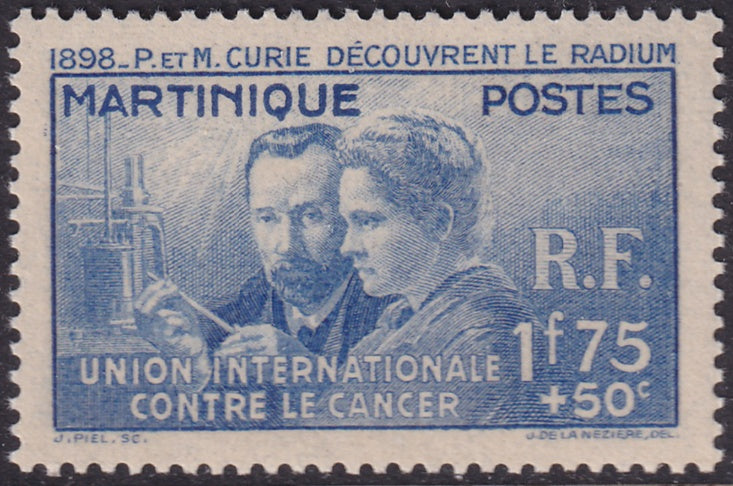 1898_P. ET M. CURIE DÉCOUVRENT LE RADIUM
MARTINIQUE POSTES
R.F.
1f75
+50c
UNION INTERNATIONALE
CONTRE LE CANCER
J. PIEL, SC. J. DE LA NEZIERE, DEL.